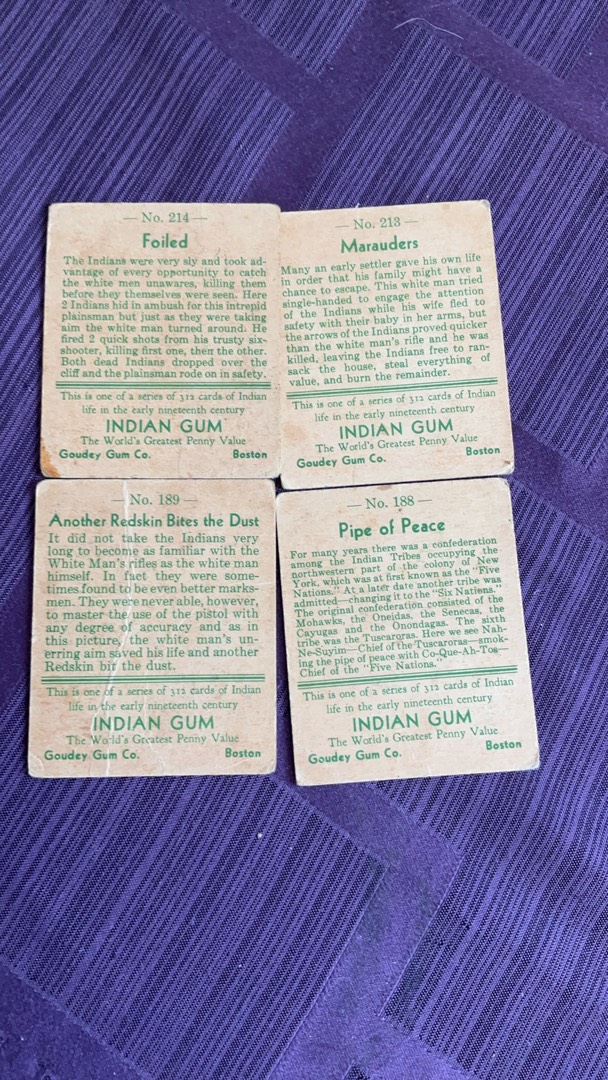 — No. 214 —
Foiled
The Indians were very sly and took ad-
vantage of every opportunity to catch
the white men unawares, killing them
before they themselves were seen. Here
2 Indians hid in ambush for this intrepid
plainsman but just as they were taking
aim the white man turned around. He
fired 2 quick shots from his trusty six-
shooter, killing first one, then the other.
Both dead Indians dropped over the
cliff and the plainsman rode on in safety.
This is one of a series of 312 cards of Indian
life in the early nineteenth century
INDIAN GUM
The World's Greatest Penny Value
Goudey Gum Co. Boston
— No. 213 —
Marauders
Many an early settler gave his own life
in order that his family might have a
chance to escape. This white man tried
single-handed to engage the attention
of the Indians while his wife fled to
safety with their baby in her arms, but
the arrows of the Indians proved quicker
than the white man's rifle and he was
killed, leaving the Indians free to ran-
sack the house, steal everything of
value, and burn the remainder.
This is one of a series of 312 cards of Indian
life in the early nineteenth century
INDIAN GUM
The World's Greatest Penny Value
Goudey Gum Co. Boston
— No. 189 —
Another Redskin Bites the Dust
It did not take the Indians very
long to become as familiar with the
White Man's rifles as the white man
himself. In fact they were some-
times found to be even better marks-
men. They were never able, however,
to master the use of the pistol with
any degree of accuracy and as in
this picture, the white man's un-
erring aim saved his life and another
Redskin bit the dust.
This is one of a series of 312 cards of Indian
life in the early nineteenth century
INDIAN GUM
The World's Greatest Penny Value
Goudey Gum Co. Boston
— No. 188 —
Pipe of Peace
For many years there was a confederation
among the Indian Tribes occupying the
northwestern part of the colony of New
York, which was at first known as the "Five
Nations." At a later date another tribe was
admitted—changing it to the "Six Nations."
The original confederation consisted of the
Mohawks, the Oneidas, the Senecas, the
Cayugas and the Onondagas. The sixth
tribe was the Tuscaroras. Here we see Nah-
Ne-Suyim—Chief of the Tuscaroras—smok-
ing the pipe of peace with Co-Que-Ah-Tos—
Chief of the "Five Nations."
This is one of a series of 312 cards of Indian
life in the early nineteenth century
INDIAN GUM
The World's Greatest Penny Value
Goudey Gum Co. Boston